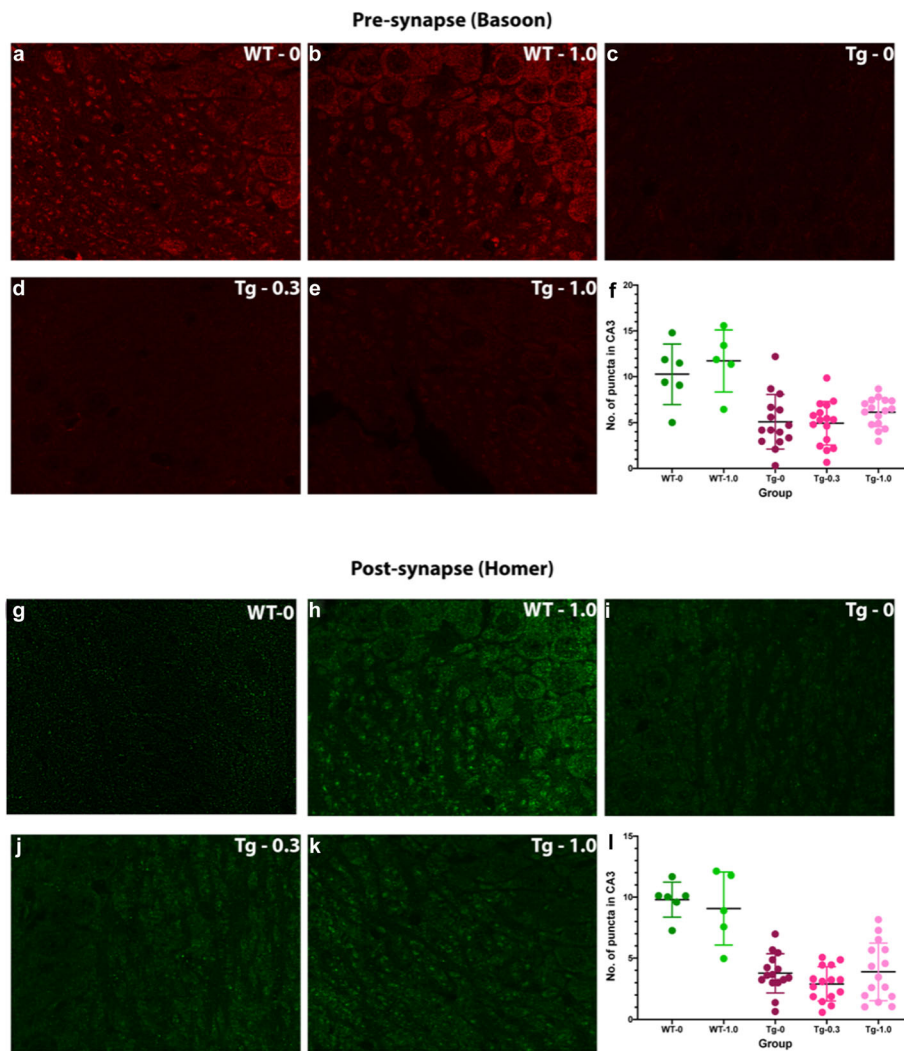 Pre-synapse (Basoon)
a WT - 0
b WT - 1.0
c Tg - 0
d Tg - 0.3
e Tg - 1.0
f
20
15
10
5
0
No. of puncta in CA3
WT-0 WT-1.0 Tg-0 Tg-0.3 Tg-1.0
Group
Post-synapse (Homer)
g WT-0
h WT - 1.0
i Tg - 0
j Tg - 0.3
k Tg - 1.0
l
15
10
5
0
No. of puncta in CA3
WT-0 WT-1.0 Tg-0 Tg-0.3 Tg-1.0
Group